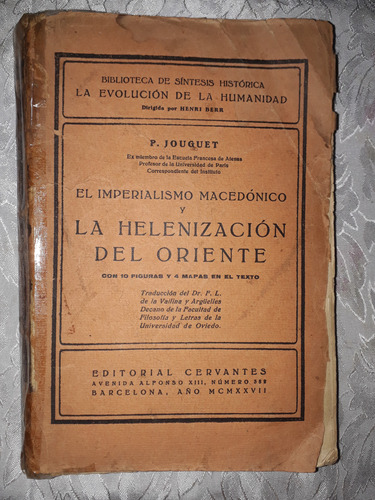 BIBLIOTECA DE SÍNTESIS HISTÓRICA
LA EVOLUCIÓN DE LA HUMANIDAD
Dirigida por HENRI BERR
P. JOUGUET
Ex miembro de la Escuela Francesa de Atenas
Profesor de la Universidad de París
Correspondiente del Instituto
EL IMPERIALISMO MACEDÓNICO
y
LA HELENIZACIÓN
DEL ORIENTE
CON 10 FIGURAS Y 4 MAPAS EN EL TEXTO
Traducción del Dr. P. L.
de la Vallina y Argüelles
Decano de la Facultad de
Filosofía y Letras de la
Universidad de Oviedo.
EDITORIAL CERVANTES
AVENIDA ALFONSO XIII, NÚMERO 382
BARCELONA, AÑO MCMXXVII